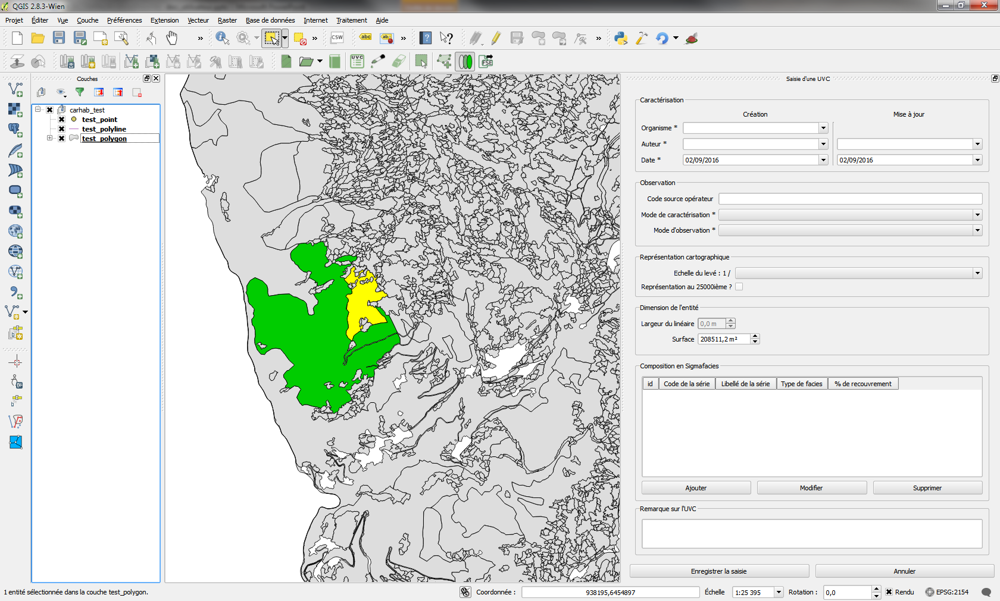 QGIS 2.8.3-Wien
Projet Éditer Vue Couche Préférences Extension Vecteur Raster Base de données Internet Traitement Aide
» » CSW abc ab » ? »
UVC FSE
Couches
carhab_test
test_point
test_polyline
test_polygon
Saisie d'une UVC
Caractérisation
Création Mise à jour
Organisme *
Auteur *
Date * 02/09/2016 02/09/2016
Observation
Code source opérateur
Mode de caractérisation *
Mode d'observation *
Représentation cartographique
Echelle du levé : 1 /
Représentation au 25000ième ?
Dimension de l'entité
Largeur du linéaire 0,0 m
Surface 208511,2 m²
Composition en Sigmafacies
id Code de la série Libellé de la série Type de facies % de recouvrement
Ajouter Modifier Supprimer
Remarque sur l'UVC
Enregistrer la saisie Annuler
1 entité sélectionnée dans la couche test_polygon. Coordonnée : 938195,6454897 Échelle 1:25 395 Rotation : 0,0 Rendu EPSG:2154